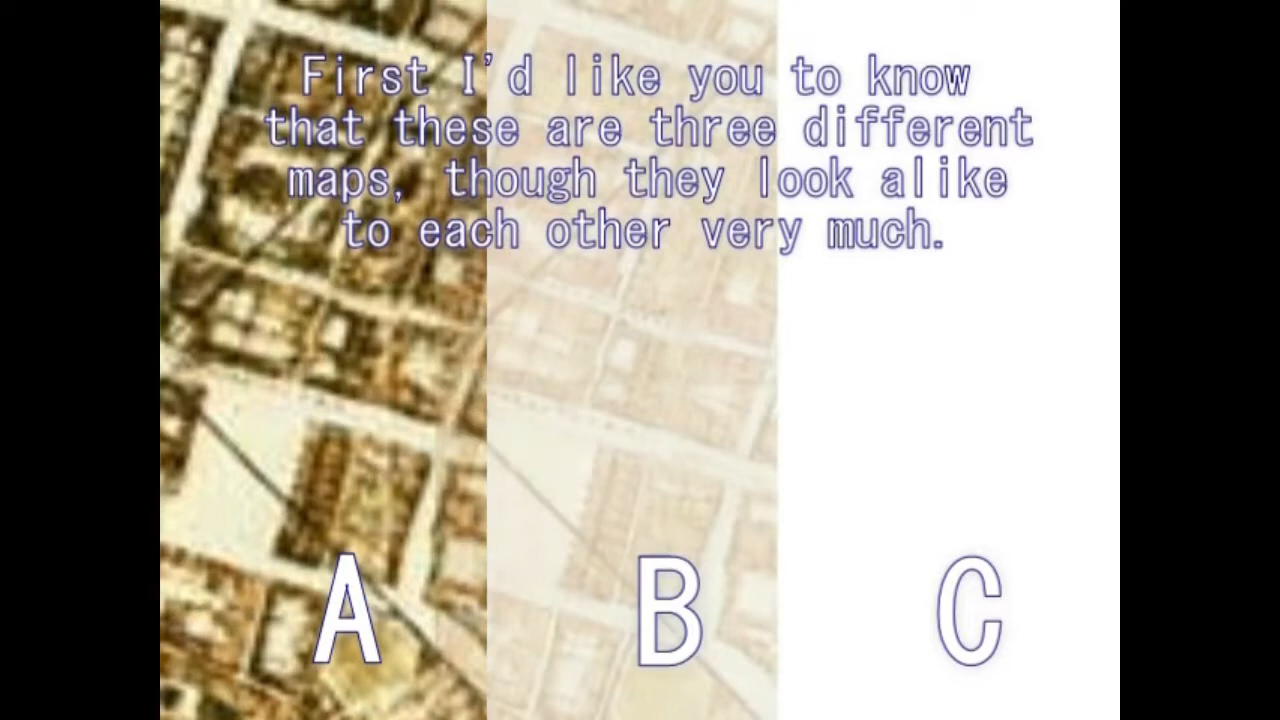 First I'd like you to know
that these are three different
maps, though they look alike
to each other very much.
A B C